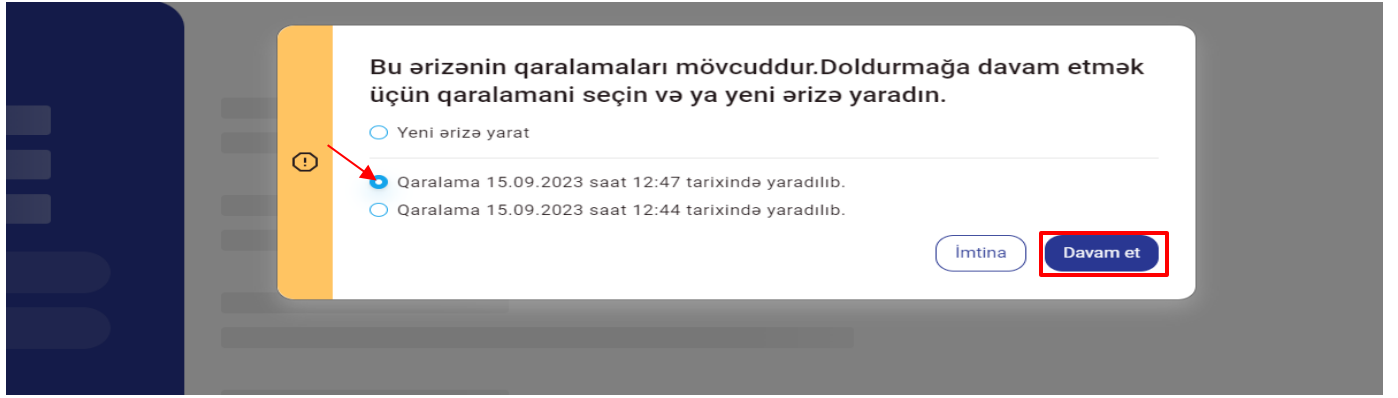 Bu ərizənin qaralamaları mövcuddur.Doldurmağa davam etmək
üçün qaralamani seçin və ya yeni ərizə yaradın.
Yeni ərizə yarat
Qaralama 15.09.2023 saat 12:47 tarixində yaradılıb.
Qaralama 15.09.2023 saat 12:44 tarixində yaradılıb.
İmtina
Davam et